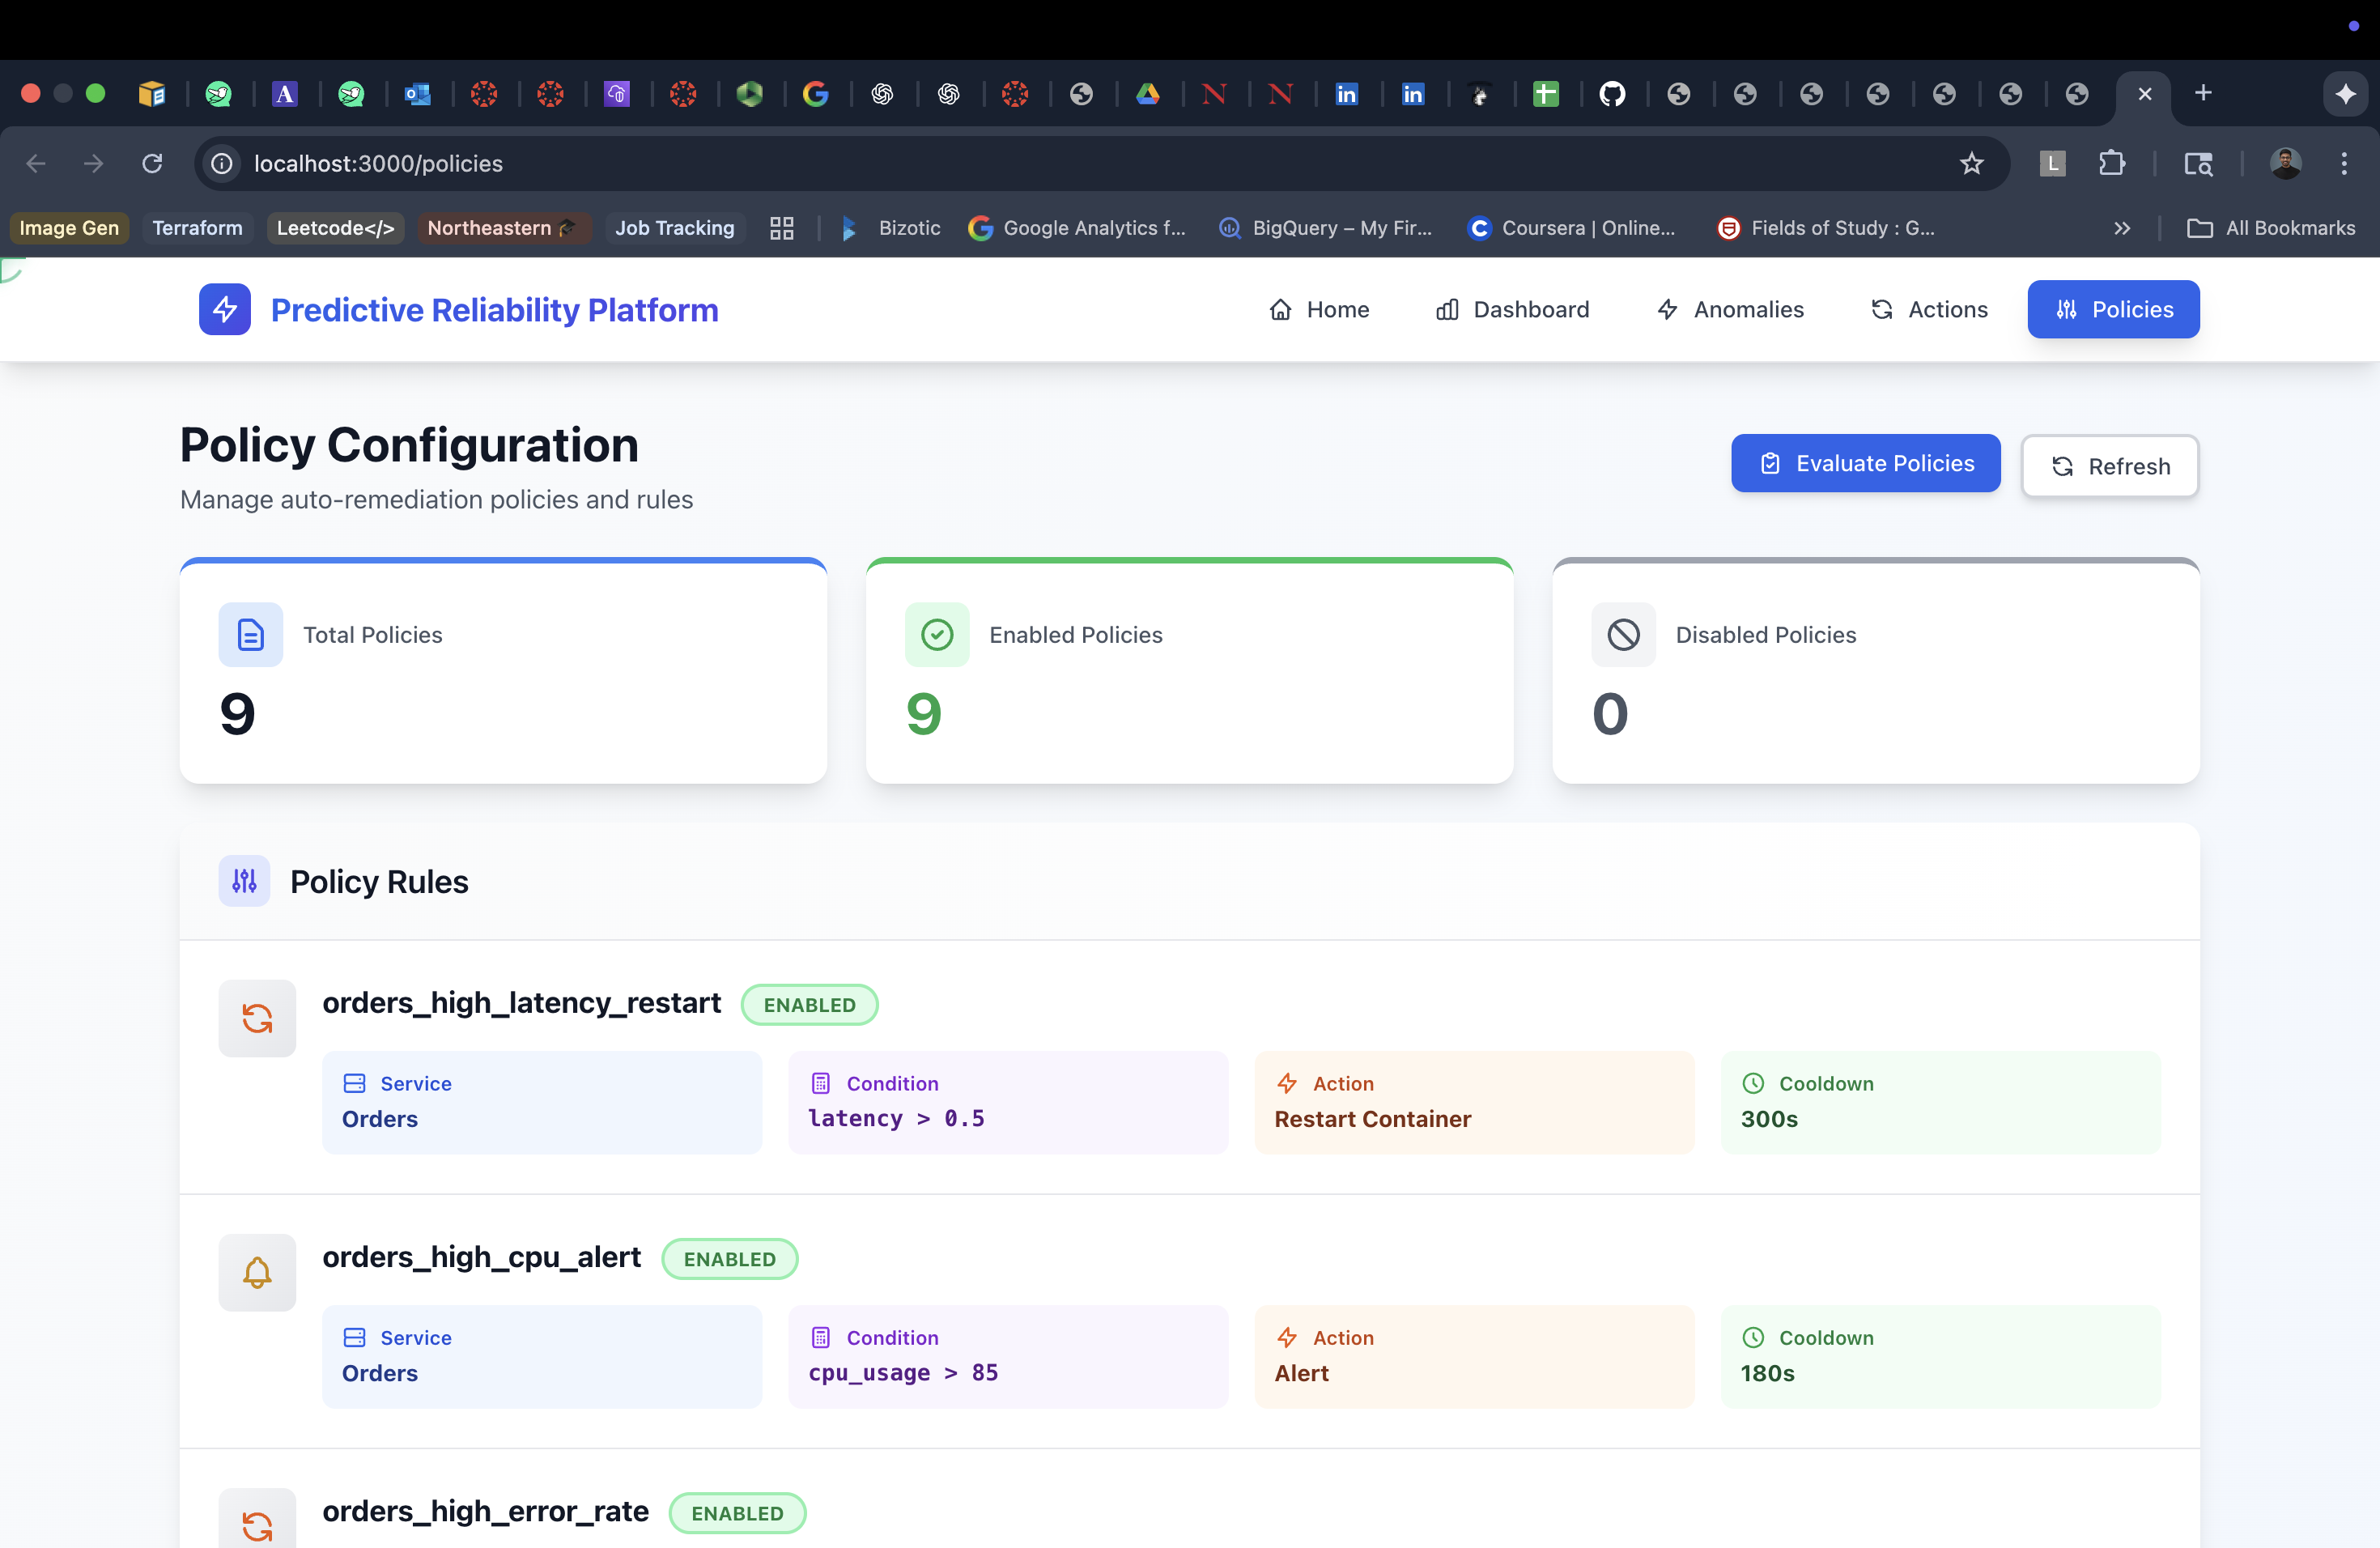 localhost:3000/policies
L
Image Gen Terraform Leetcode</> Northeastern 🎓 Job Tracking Bizotic Google Analytics f... BigQuery – My Fir... Coursera | Online... Fields of Study : G... All Bookmarks
Predictive Reliability Platform Home Dashboard Anomalies Actions Policies
Policy Configuration
Manage auto-remediation policies and rules
Evaluate Policies Refresh
Total Policies
9
Enabled Policies
9
Disabled Policies
0
Policy Rules
orders_high_latency_restart ENABLED
Service
Orders
Condition
latency > 0.5
Action
Restart Container
Cooldown
300s
orders_high_cpu_alert ENABLED
Service
Orders
Condition
cpu_usage > 85
Action
Alert
Cooldown
180s
orders_high_error_rate ENABLED